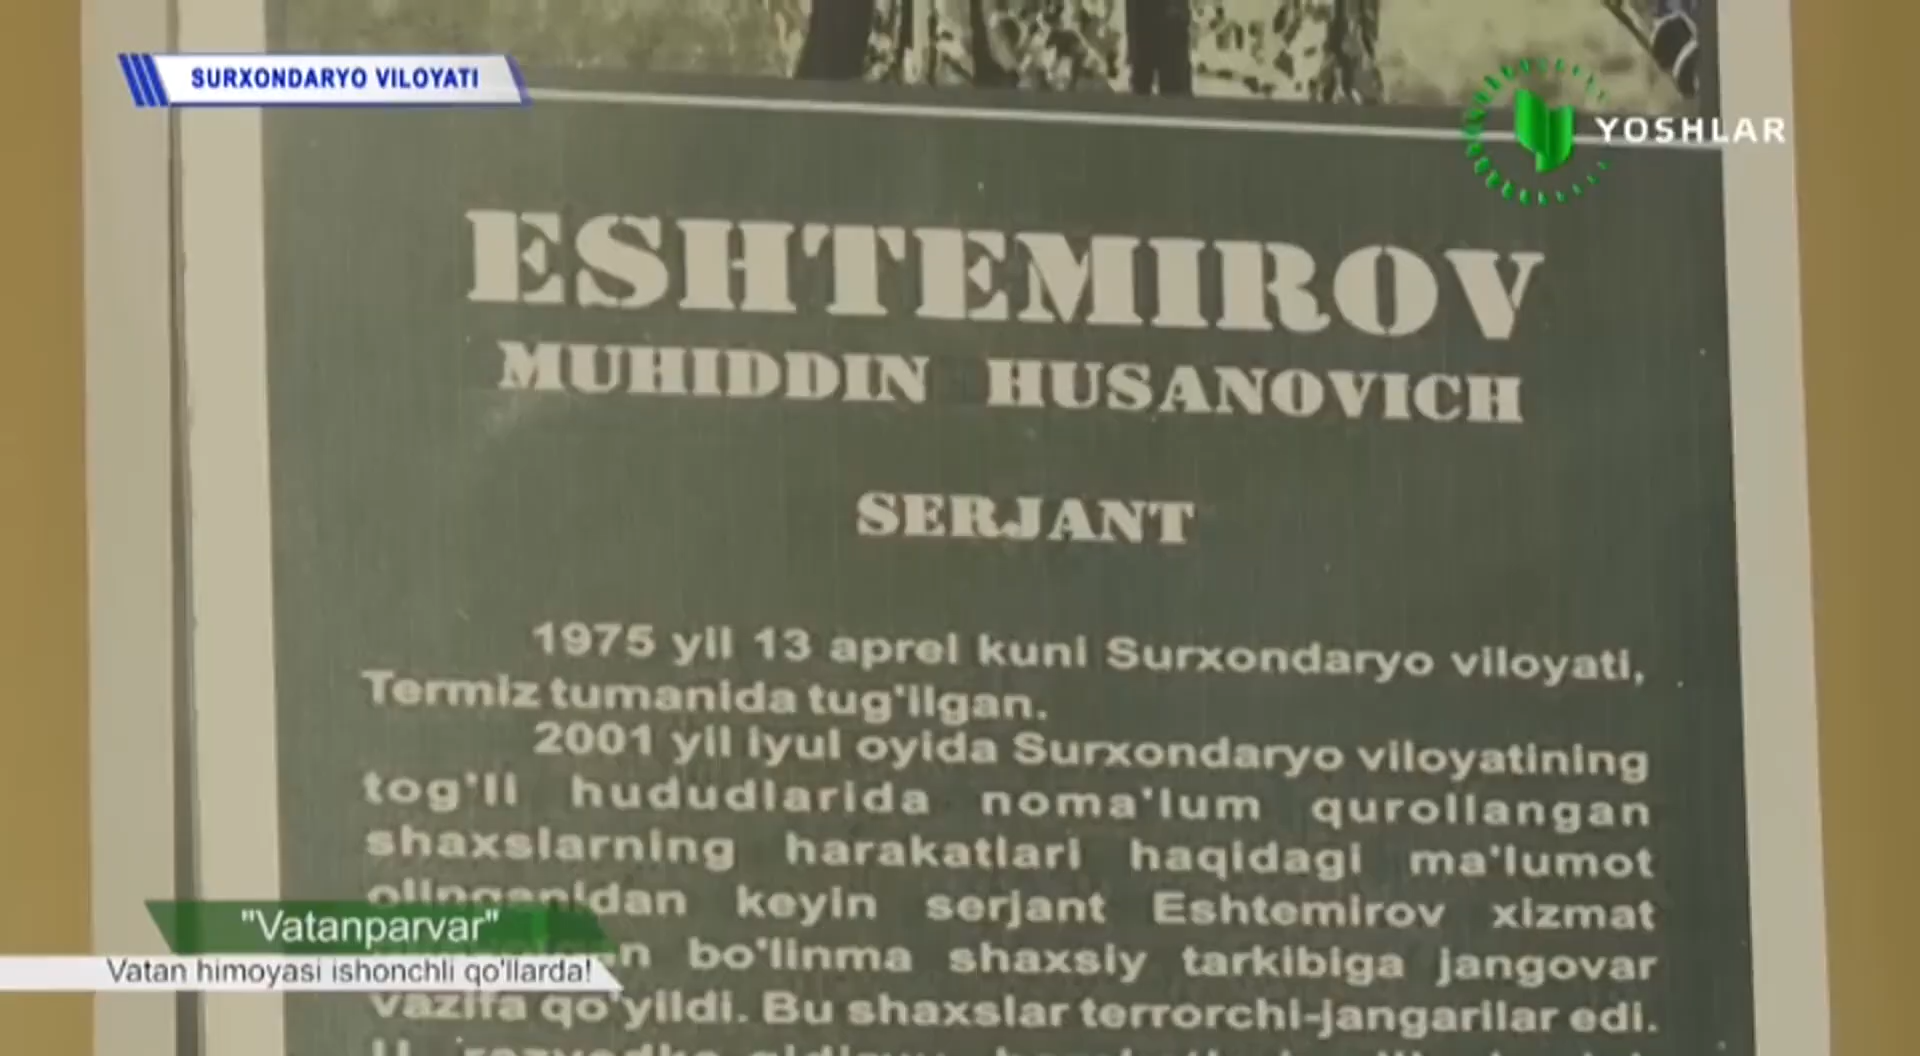 SURXONDARYO VILOYATI
YOSHLAR
ESHTEMIROV
MUHIDDIN HUSANOVICH
SERJANT
1975 yil 13 aprel kuni Surxondaryo viloyati,
Termiz tumanida tug'ilgan.
2001 yil iyul oyida Surxondaryo viloyatining
tog'li hududlarida noma'lum qurollangan
shaxslarning harakatlari haqidagi ma'lumot
olinganidan keyin serjant Eshtemirov xizmat
bo'linma shaxsiy tarkibiga jangovar
vazifa qo'yildi. Bu shaxslar terrorchi-jangarilar edi.
"Vatanparvar"
Vatan himoyasi ishonchli qo'llarda!